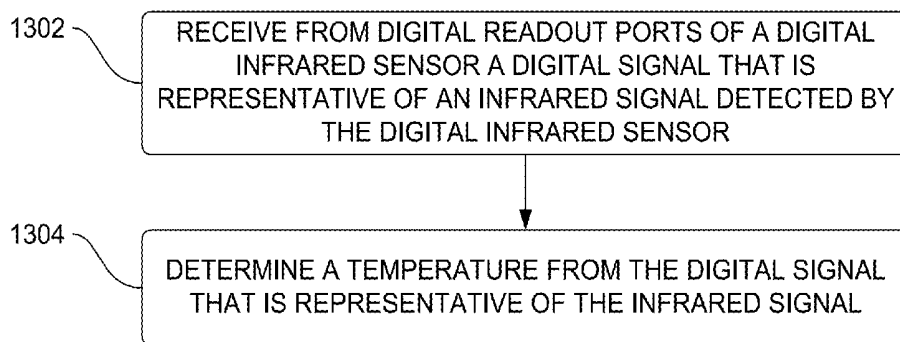 1302
RECEIVE FROM DIGITAL READOUT PORTS OF A DIGITAL
INFRARED SENSOR A DIGITAL SIGNAL THAT IS
REPRESENTATIVE OF AN INFRARED SIGNAL DETECTED BY
THE DIGITAL INFRARED SENSOR
1304
DETERMINE A TEMPERATURE FROM THE DIGITAL SIGNAL
THAT IS REPRESENTATIVE OF THE INFRARED SIGNAL